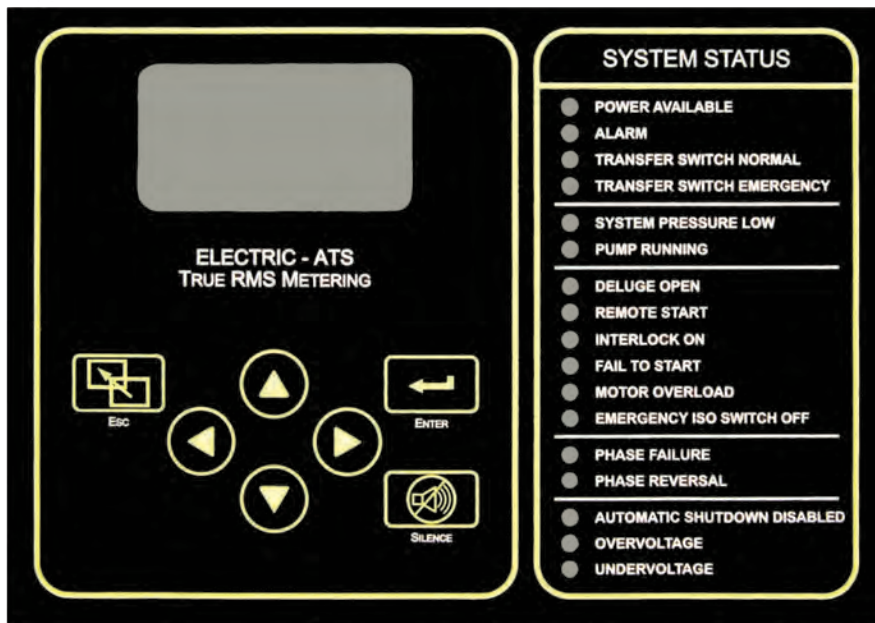 ELECTRIC - ATS
TRUE RMS METERING
ESC
ENTER
SILENCE
SYSTEM STATUS
POWER AVAILABLE
ALARM
TRANSFER SWITCH NORMAL
TRANSFER SWITCH EMERGENCY
SYSTEM PRESSURE LOW
PUMP RUNNING
DELUGE OPEN
REMOTE START
INTERLOCK ON
FAIL TO START
MOTOR OVERLOAD
EMERGENCY ISO SWITCH OFF
PHASE FAILURE
PHASE REVERSAL
AUTOMATIC SHUTDOWN DISABLED
OVERVOLTAGE
UNDERVOLTAGE